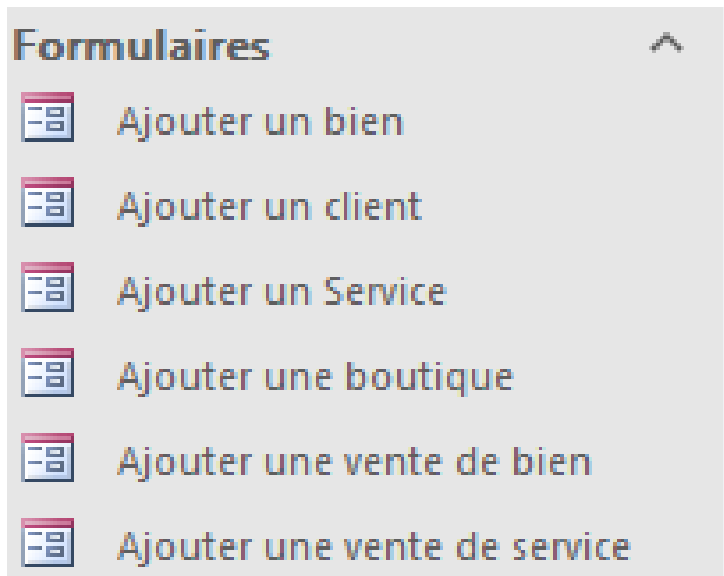 Formulaires
Ajouter un bien
Ajouter un client
Ajouter un Service
Ajouter une boutique
Ajouter une vente de bien
Ajouter une vente de service